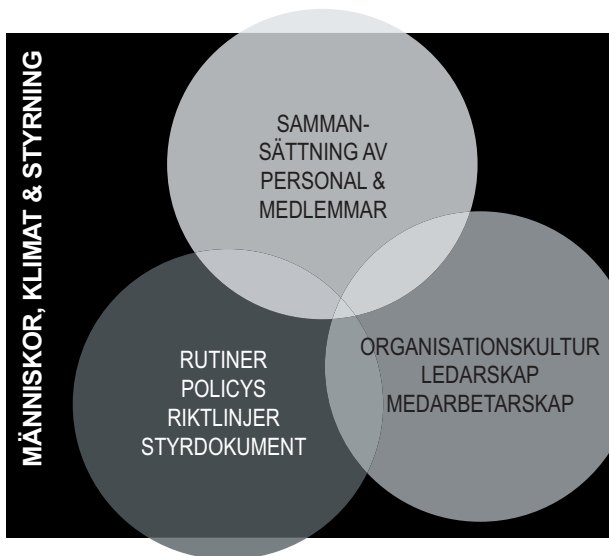 MÄNNISKOR, KLIMAT & STYRNING
SAMMAN-
SÄTTNING AV
PERSONAL &
MEDLEMMAR
RUTINER
POLICYS
RIKTLINJER
STYRDOKUMENT
ORGANISATIONSKULTUR
LEDARSKAP
MEDARBETARSKAP